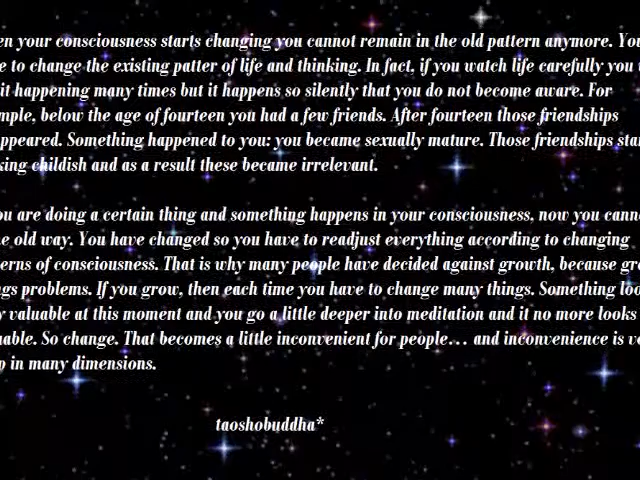 en your consciousness starts changing you cannot remain in the old pattern anymore. You
e to change the existing patter of life and thinking. In fact, if you watch life carefully you
it happening many times but it happens so silently that you do not become aware. For
mple, below the age of fourteen you had a few friends. After fourteen those friendships
appeared. Something happened to you: you became sexually mature. Those friendships star
king childish and as a result these became irrelevant.
ou are doing a certain thing and something happens in your consciousness, now you canno
e old way. You have changed so you have to readjust everything according to changing
erns of consciousness. That is why many people have decided against growth, because gro
ngs problems. If you grow, then each time you have to change many things. Something loo
y valuable at this moment and you go a little deeper into meditation and it no more looks
uable. So change. That becomes a little inconvenient for people... and inconvenience is ve
p in many dimensions.
taoshobuddha*